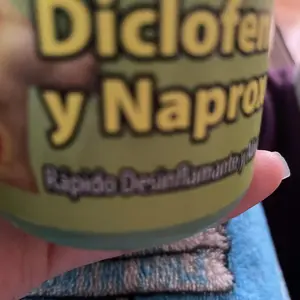 Diclofen
y Naprox
Rápido Desinflamante y